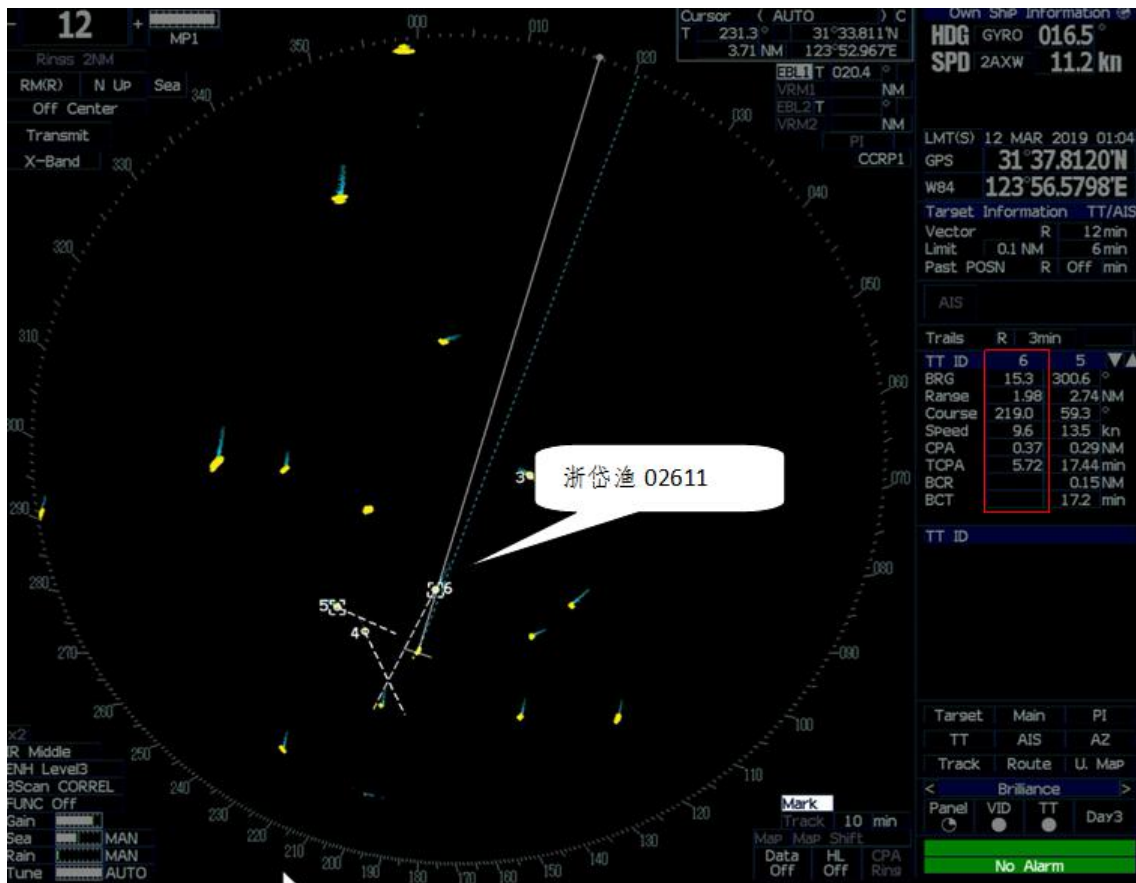 - 12 +
MP1
Rings 2NM
RM(R) N UP Sea
Off Center
Transmit
X-Band
Cursor ( AUTO ) C
T 231.3° 31°33.811'N
3.71 NM 123°52.967'E
EBL1 T 020.4 °
VRM1 NM
EBL2 T °
VRM2 NM
PI
CCRP1
Own Ship Information
HDG GYRO 016.5°
SPD 2AXW 11.2 kn
LMT(S) 12 MAR 2019 01:04
GPS 31°37.8120'N
W84 123°56.5798'E
Target Information TT/AIS
Vector R 12min
Limit 0.1 NM 6min
Past POSN R Off min
AIS
Trails R 3min
TT ID 6 5
BRG 15.3 300.6 °
Range 1.98 2.74 NM
Course 219.0 59.3 °
Speed 9.6 13.5 kn
CPA 0.37 0.29 NM
TCPA 5.72 17.44 min
BCR 0.15 NM
BCT 17.2 min
TT ID
000
010
020
030
040
050
060
070
080
090
100
110
120
130
140
150
160
170
180
190
200
210
220
230
240
250
260
270
280
290
300
310
320
330
340
350
3
浙岱渔 02611
6
5
4
x2
IR Middle
ENH Level3
3Scan CORREL
FUNC Off
Gain
Sea MAN
Rain MAN
Tune AUTO
Mark
Track 10 min
Map Map Shift
Data Off HL Off CPA Ring
Target Main PI
TT AIS AZ
Track Route U. Map
< Brilliance >
Panel VID TT Day3
No Alarm